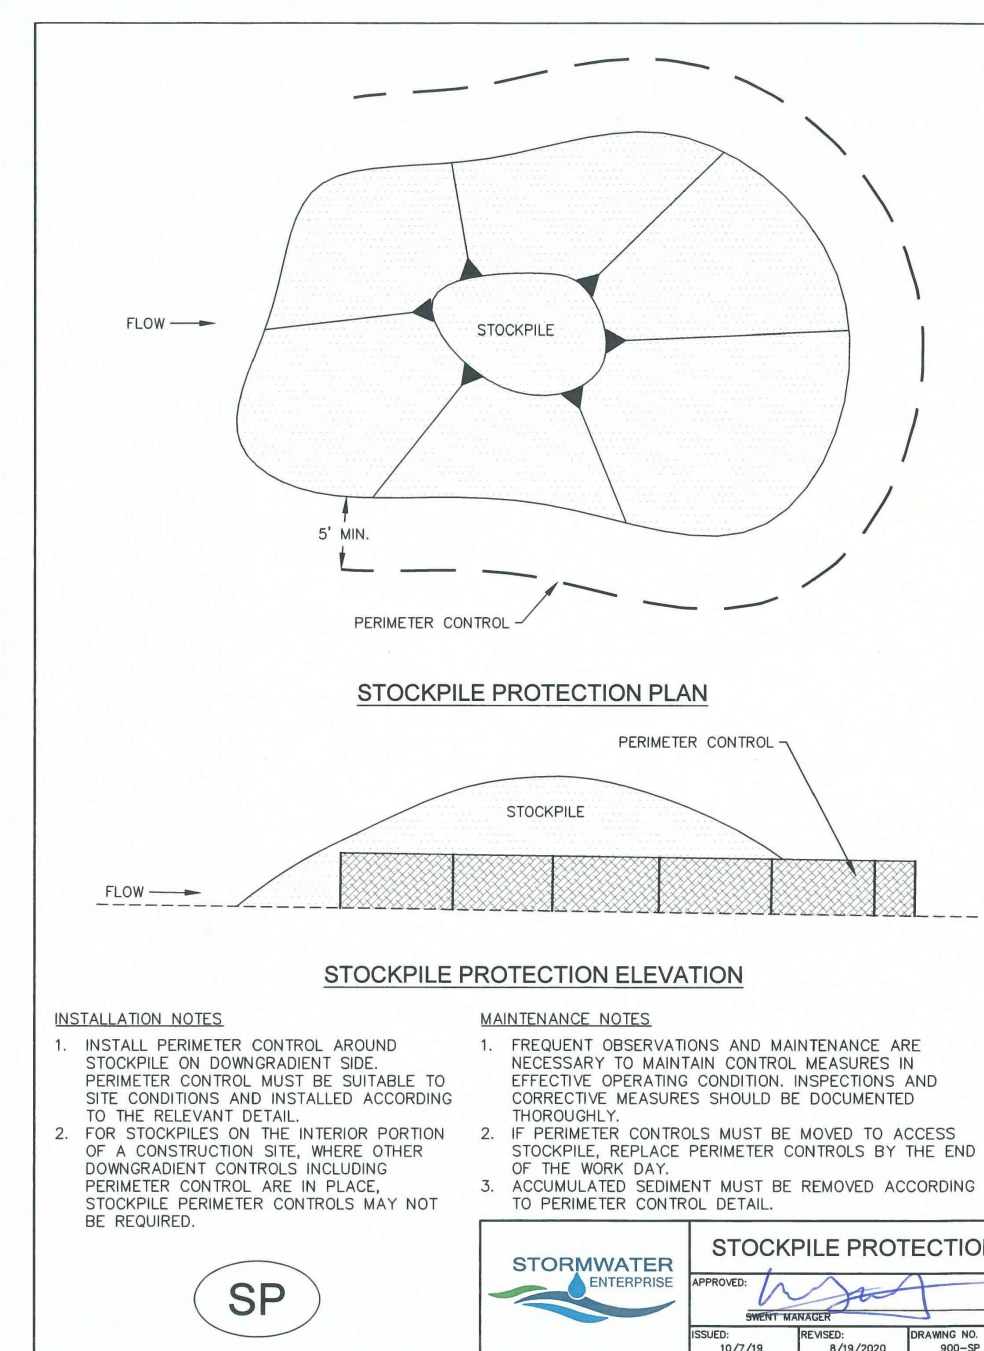 FLOW
STOCKPILE
5' MIN.
PERIMETER CONTROL
STOCKPILE PROTECTION PLAN
PERIMETER CONTROL
STOCKPILE
FLOW
STOCKPILE PROTECTION ELEVATION
INSTALLATION NOTES
1. INSTALL PERIMETER CONTROL AROUND
STOCKPILE ON DOWNGRADIENT SIDE.
PERIMETER CONTROL MUST BE SUITABLE TO
SITE CONDITIONS AND INSTALLED ACCORDING
TO THE RELEVANT DETAIL.
2. FOR STOCKPILES ON THE INTERIOR PORTION
OF A CONSTRUCTION SITE, WHERE OTHER
DOWNGRADIENT CONTROLS INCLUDING
PERIMETER CONTROL ARE IN PLACE,
STOCKPILE PERIMETER CONTROLS MAY NOT
BE REQUIRED.
SP
MAINTENANCE NOTES
1. FREQUENT OBSERVATIONS AND MAINTENANCE ARE
NECESSARY TO MAINTAIN CONTROL MEASURES IN
EFFECTIVE OPERATING CONDITION. INSPECTIONS AND
CORRECTIVE MEASURES SHOULD BE DOCUMENTED
THOROUGHLY.
2. IF PERIMETER CONTROLS MUST BE MOVED TO ACCESS
STOCKPILE, REPLACE PERIMETER CONTROLS BY THE END
OF THE WORK DAY.
3. ACCUMULATED SEDIMENT MUST BE REMOVED ACCORDING
TO PERIMETER CONTROL DETAIL.
STORMWATER
ENTERPRISE
STOCKPILE PROTECTIO
APPROVED:
SWENT MANAGER
ISSUED:
10/7/19
REVISED:
8/19/2020
DRAWING NO.
900-SP